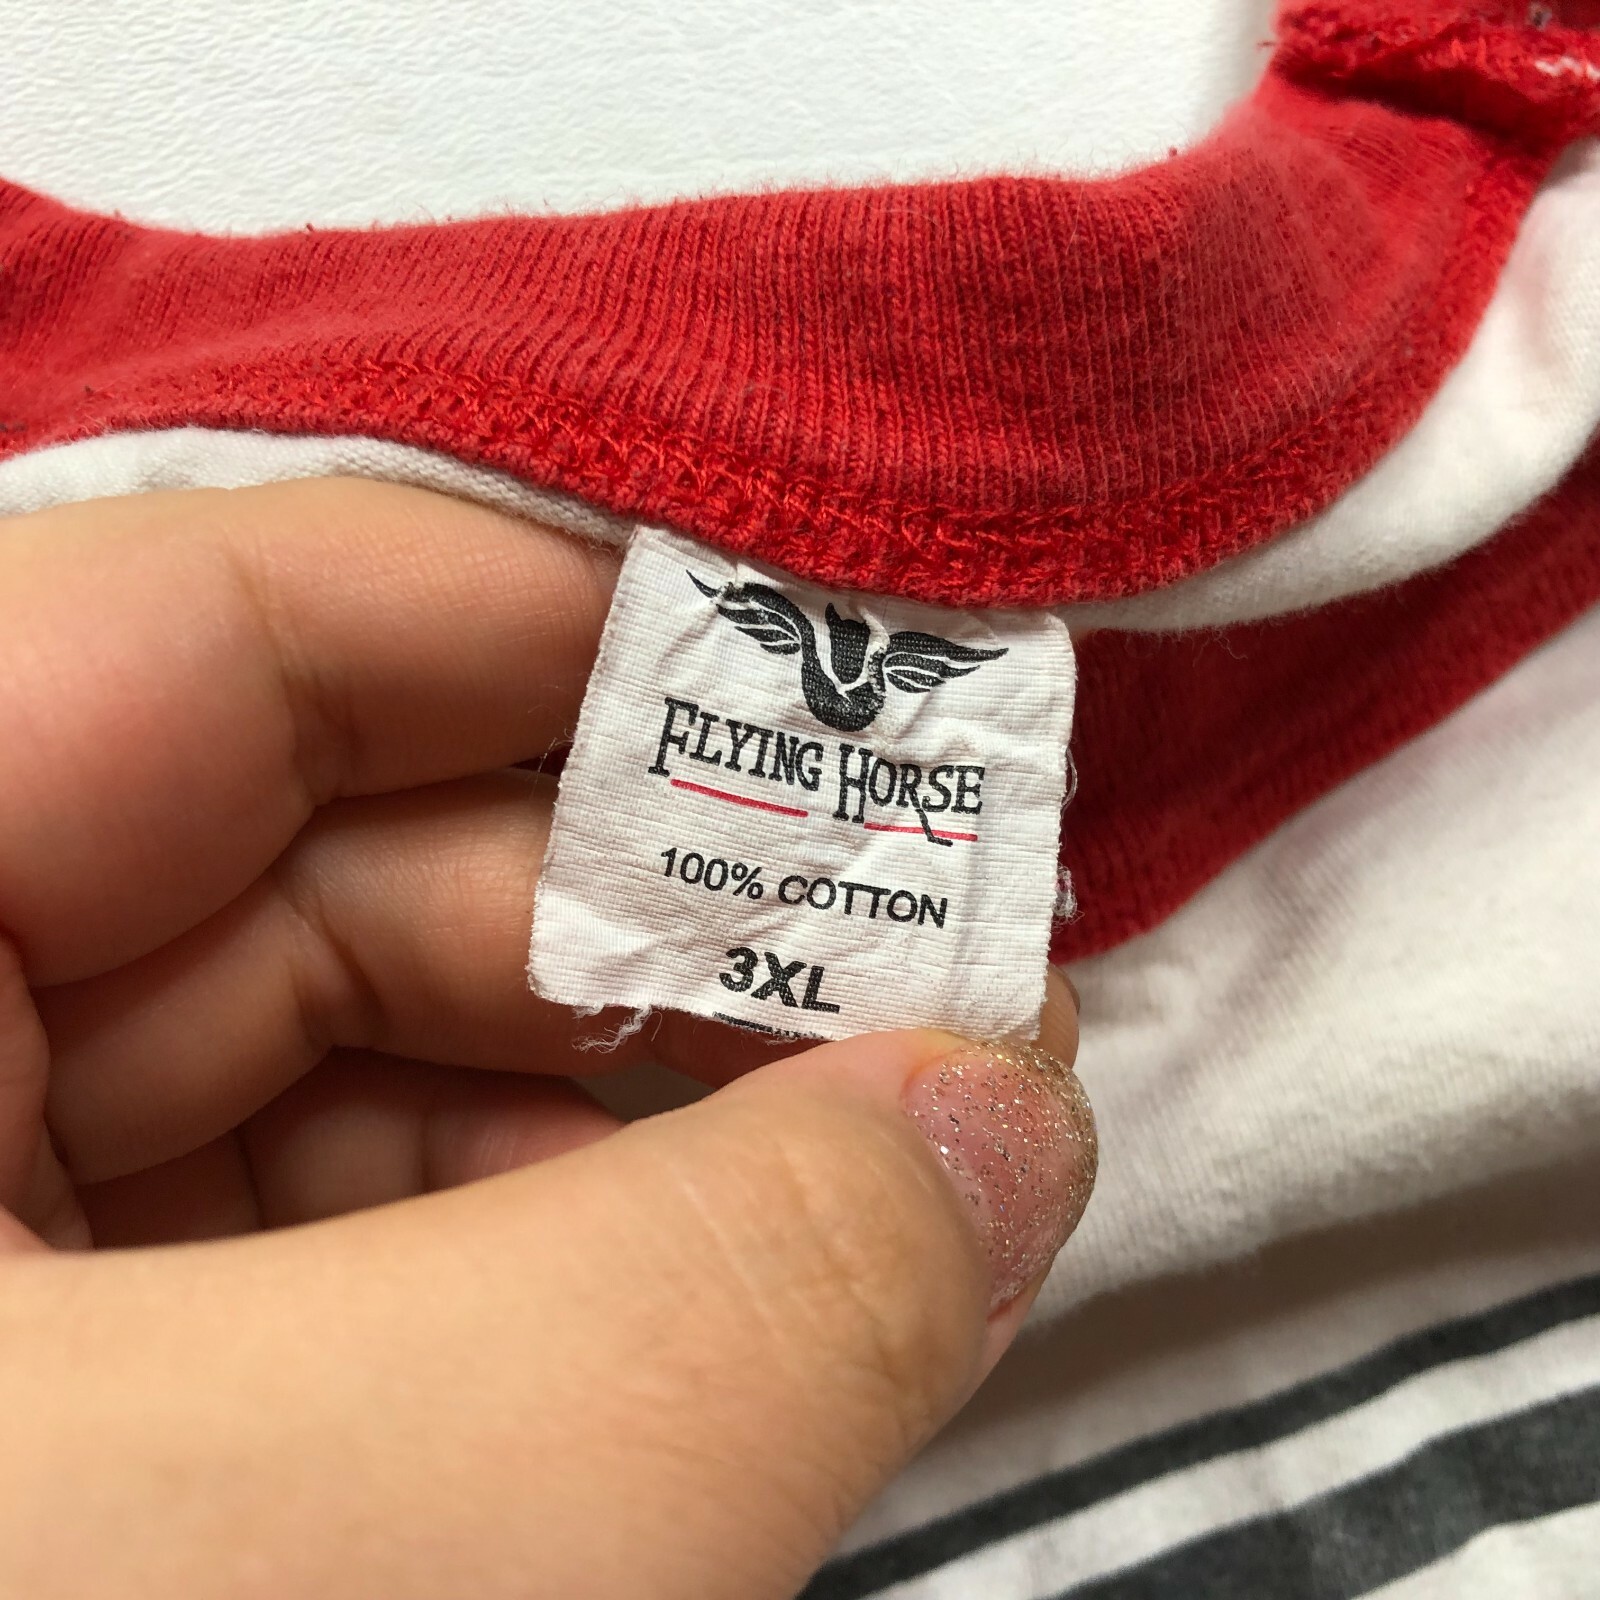 FLYING HORSE
100% COTTON
3XL